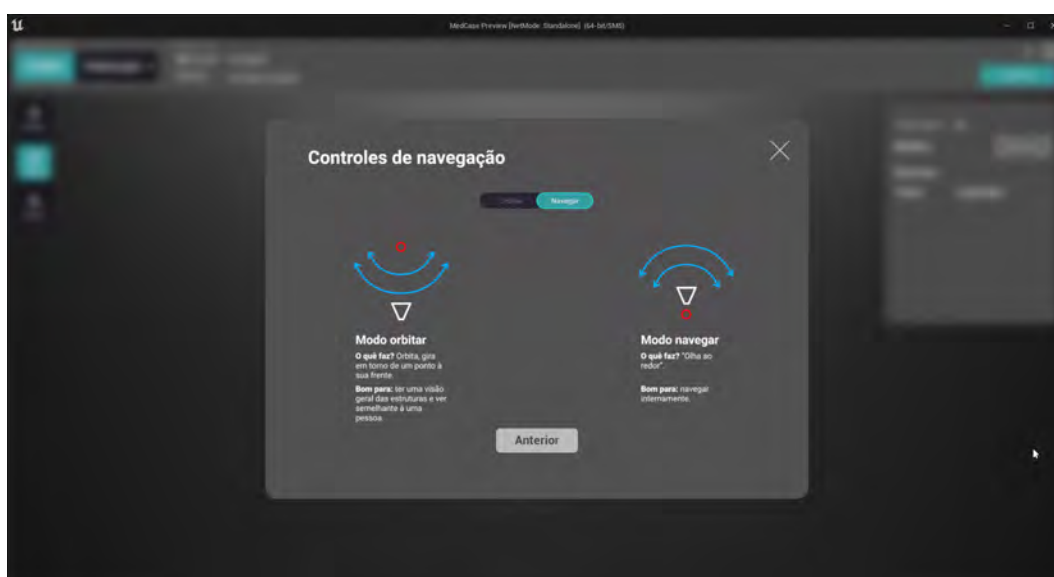 MedCase Preview [NetMode: Standalone] (64-bit/SM6)
Controles de navegação
Navegar
Modo orbitar
O quê faz? Orbita, gira
em torno de um ponto à
sua frente.
Bom para: ter uma visão
geral das estruturas e ver
semelhante à uma
pessoa.
Modo navegar
O quê faz? "Olha ao
redor".
Bom para: navegar
internamente.
Anterior